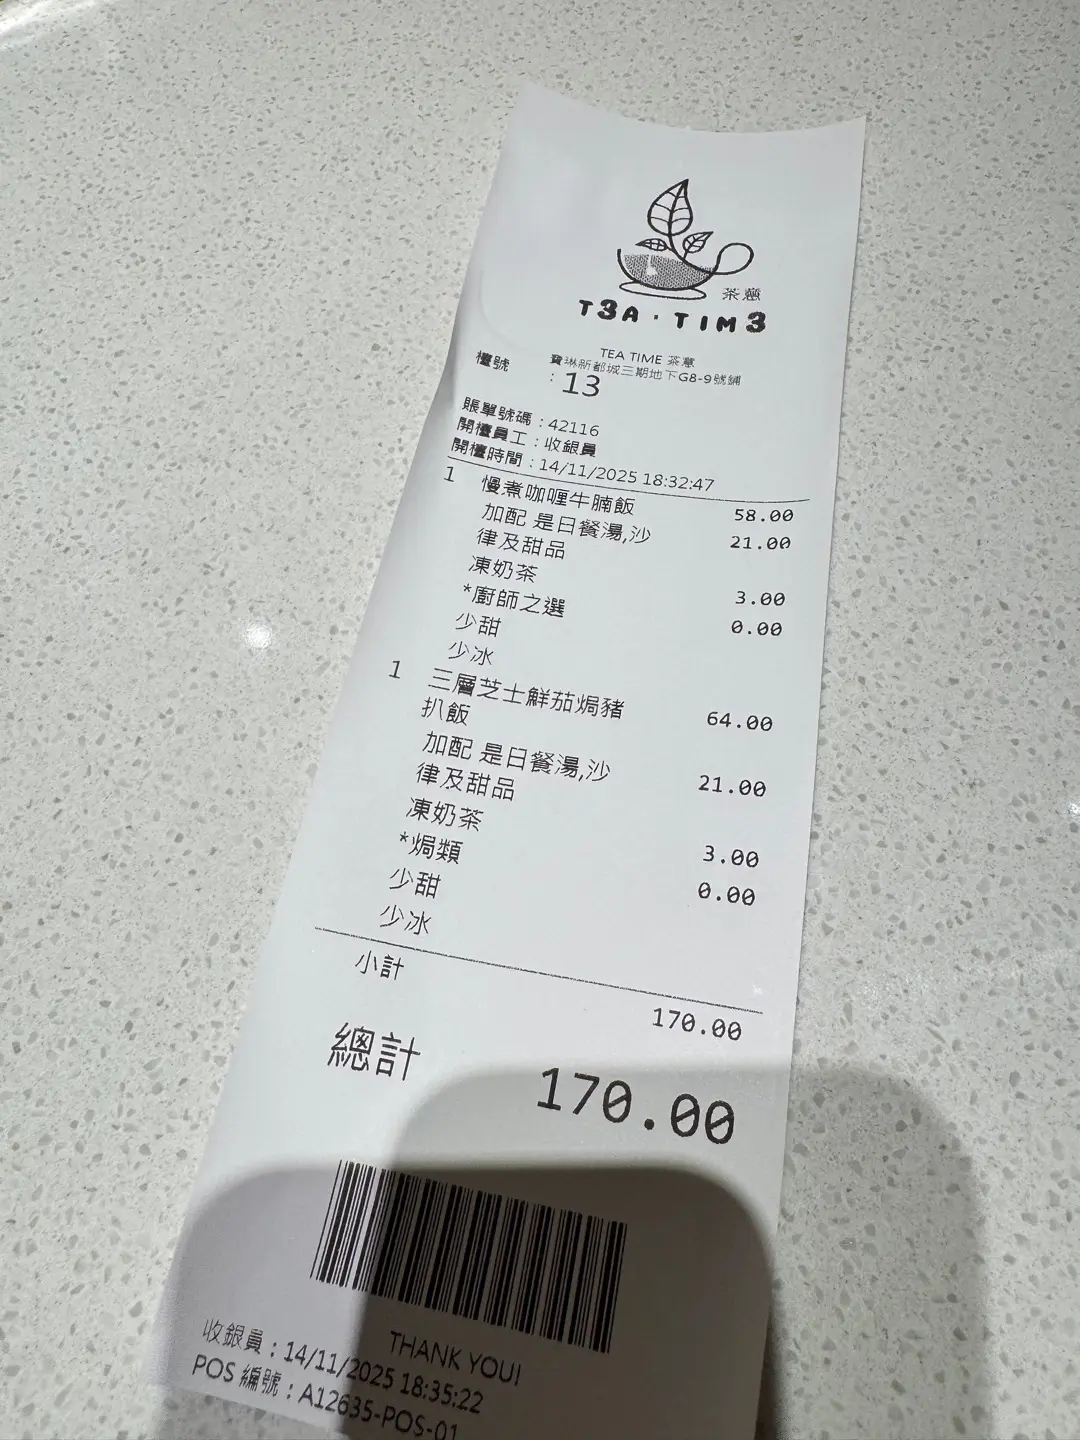 茶蒽
T3A · TIM3
TEA TIME 茶蒽
寶琳新都城三期地下G8-9號舖
檯號 : 13
賬單號碼 : 42116
開檯員工 : 收銀員
開檯時間 : 14/11/2025 18:32:47
1 慢煮咖喱牛腩飯 58.00
加配 是日餐湯,沙 21.00
律及甜品
凍奶茶 3.00
*廚師之選 0.00
少甜
少冰
1 三層芝士鮮茄焗豬 64.00
扒飯
加配 是日餐湯,沙 21.00
律及甜品
凍奶茶 3.00
*焗類 0.00
少甜
少冰
小計 170.00
總計 170.00
THANK YOU!
收銀員 : 14/11/2025 18:35:22
POS 編號 : A12635-POS-01